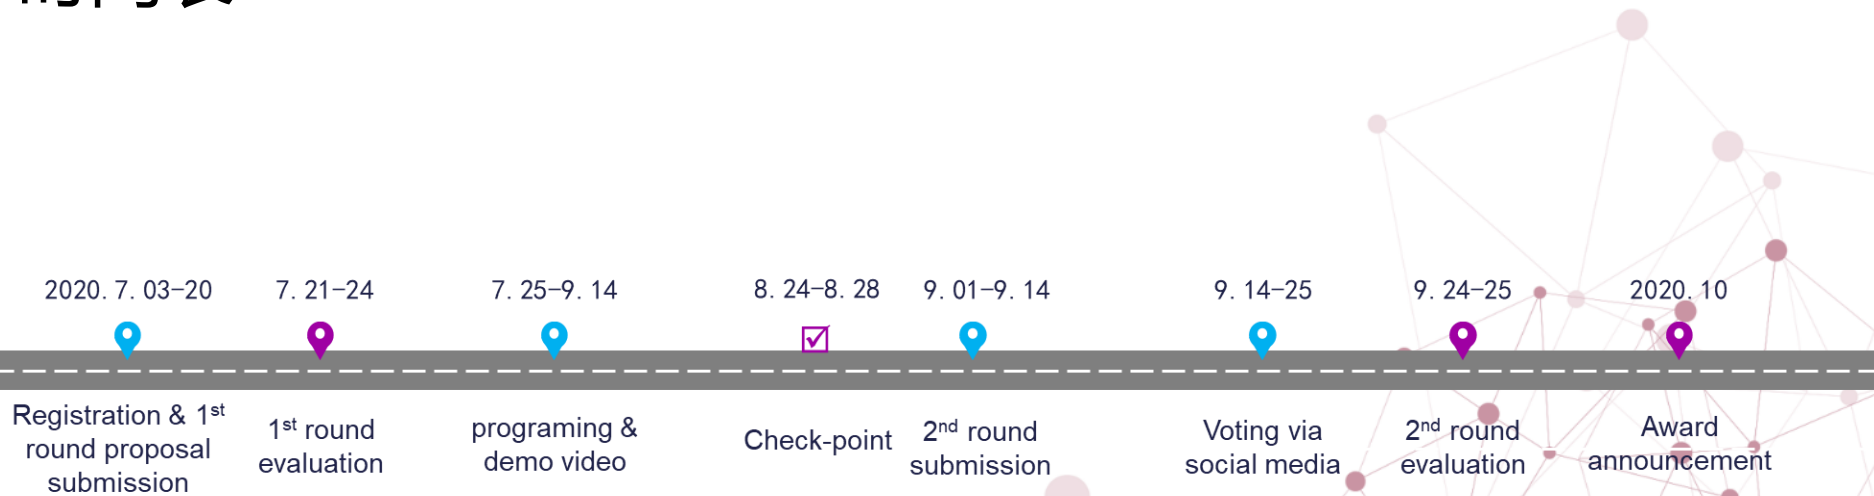 2020. 7. 03-20
7. 21-24
7. 25-9. 14
8. 24-8. 28
9. 01-9. 14
9. 14-25
9. 24-25
2020. 10
Registration & 1st
round proposal
submission
1st round
evaluation
programing &
demo video
Check-point
2nd round
submission
Voting via
social media
2nd round
evaluation
Award
announcement